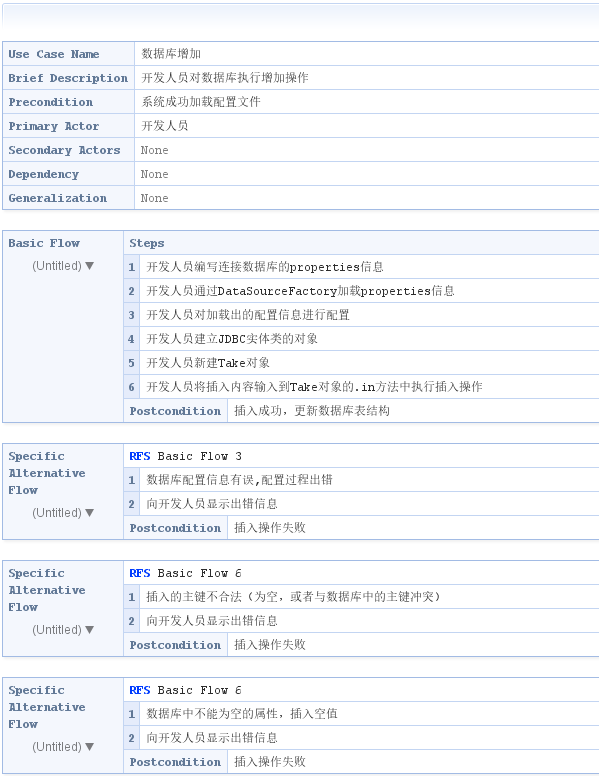 Use Case Name 数据库增加
Brief Description 开发人员对数据库执行增加操作
Precondition 系统成功加载配置文件
Primary Actor 开发人员
Secondary Actors None
Dependency None
Generalization None
Basic Flow Steps
(Untitled) ▼
1 开发人员编写连接数据库的properties信息
2 开发人员通过DataSourceFactory加载properties信息
3 开发人员对加载出的配置信息进行配置
4 开发人员建立JDBC实体类的对象
5 开发人员新建Take对象
6 开发人员将插入内容输入到Take对象的.in方法中执行插入操作
Postcondition 插入成功，更新数据库表结构
Specific Alternative Flow
(Untitled) ▼
RFS Basic Flow 3
1 数据库配置信息有误,配置过程出错
2 向开发人员显示出错信息
Postcondition 插入操作失败
Specific Alternative Flow
(Untitled) ▼
RFS Basic Flow 6
1 插入的主键不合法（为空，或者与数据库中的主键冲突）
2 向开发人员显示出错信息
Postcondition 插入操作失败
Specific Alternative Flow
(Untitled) ▼
RFS Basic Flow 6
1 数据库中不能为空的属性，插入空值
2 向开发人员显示出错信息
Postcondition 插入操作失败